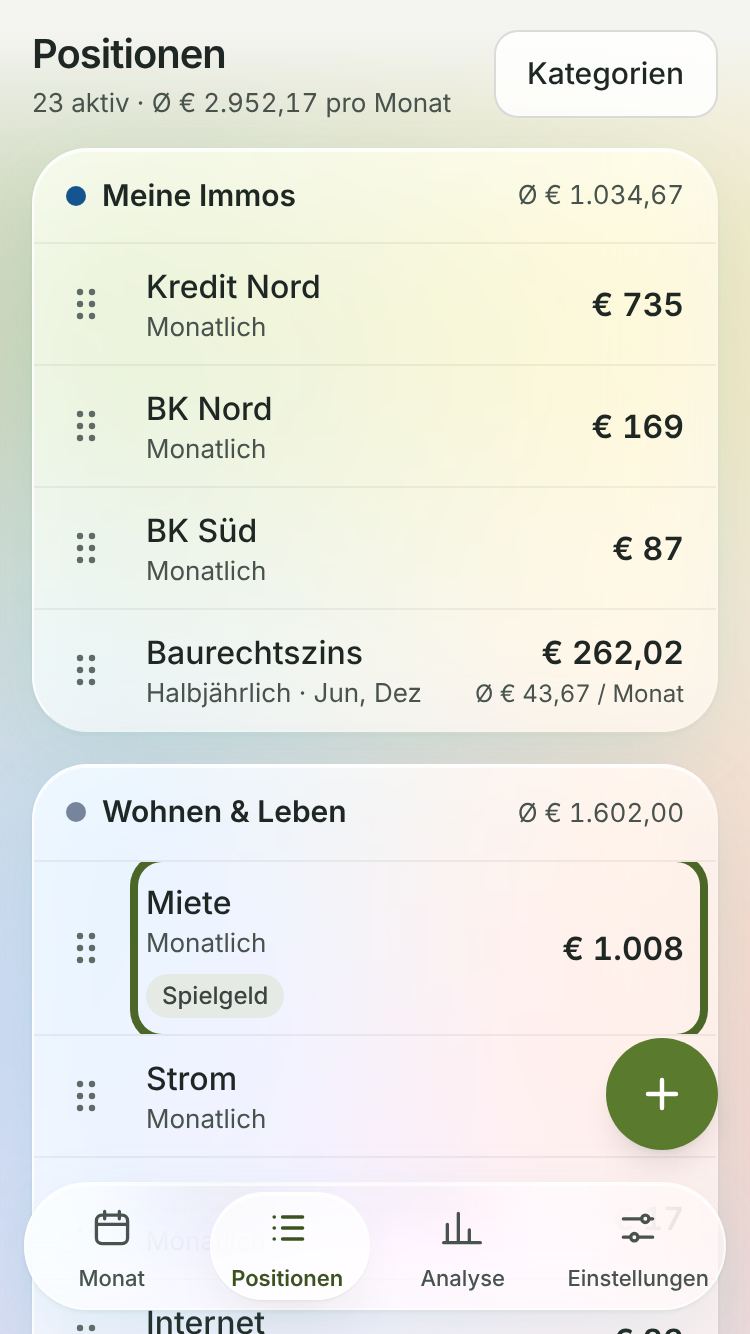 Positionen
Kategorien
23 aktiv · Ø € 2.952,17 pro Monat
Meine Immos
Ø € 1.034,67
Kredit Nord
Monatlich
€ 735
BK Nord
Monatlich
€ 169
BK Süd
Monatlich
€ 87
Baurechtszins
€ 262,02
Halbjährlich · Jun, Dez
Ø € 43,67 / Monat
Wohnen & Leben
Ø € 1.602,00
Miete
Monatlich
€ 1.008
Spielgeld
Strom
Monatlich
Monat
Positionen
Analyse
Einstellungen
Internet